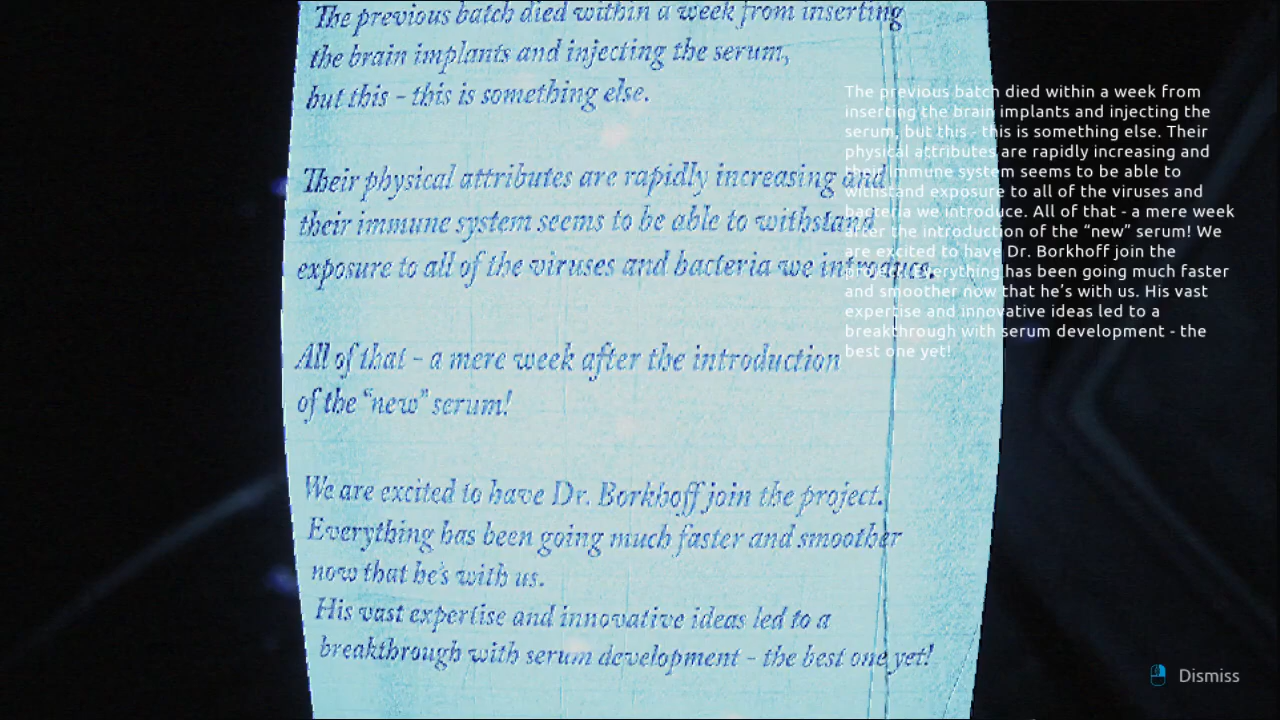 The previous batch died within a week from inserting
the brain implants and injecting the serum,
but this - this is something else.
Their physical attributes are rapidly increasing and
their immune system seems to be able to withstand
exposure to all of the viruses and bacteria we introduce.
All of that - a mere week after the introduction
of the “new” serum!
We are excited to have Dr. Borkhoff join the project.
Everything has been going much faster and smoother
now that he's with us.
His vast expertise and innovative ideas led to a
breakthrough with serum development - the best one yet!
The previous batch died within a week from
inserting the brain implants and injecting the
serum, but this - this is something else. Their
physical attributes are rapidly increasing and
their immune system seems to be able to
withstand exposure to all of the viruses and
bacteria we introduce. All of that - a mere week
after the introduction of the “new” serum! We
are excited to have Dr. Borkhoff join the
project. Everything has been going much faster
and smoother now that he’s with us. His vast
expertise and innovative ideas led to a
breakthrough with serum development - the
best one yet!
Dismiss